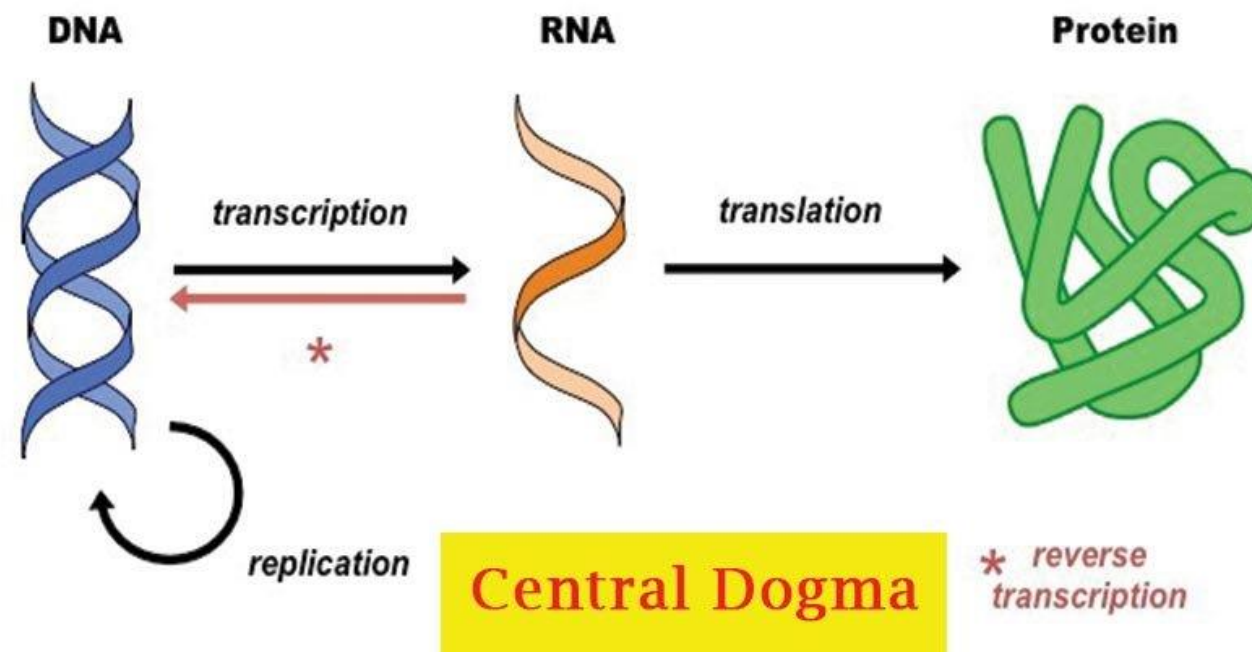 DNA
RNA
Protein
transcription
translation
*
replication
Central Dogma
* reverse
transcription